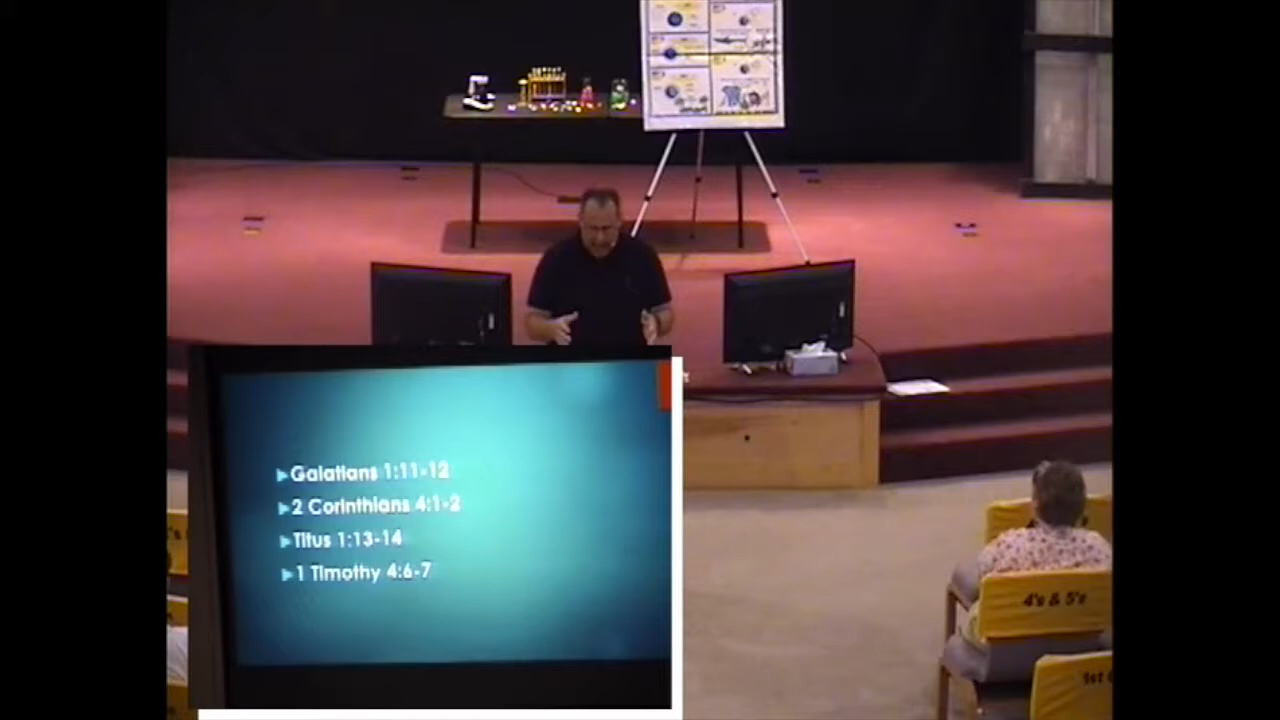 Galatians 1:11-12
2 Corinthians 4:1-2
Titus 1:13-14
1 Timothy 4:6-7
4's & 5's
1st